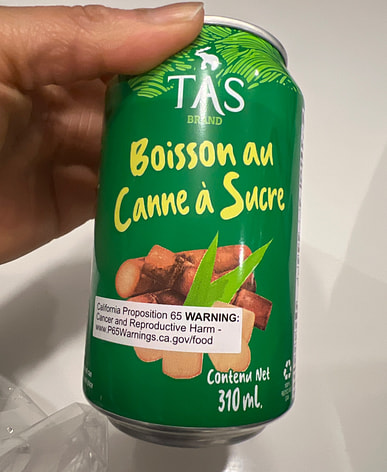 TAS
BRAND
Boisson au
Canne à Sucre
California Proposition 65 WARNING:
Cancer and Reproductive Harm -
www.P65Warnings.ca.gov/food
Contenu Net
310 ml.